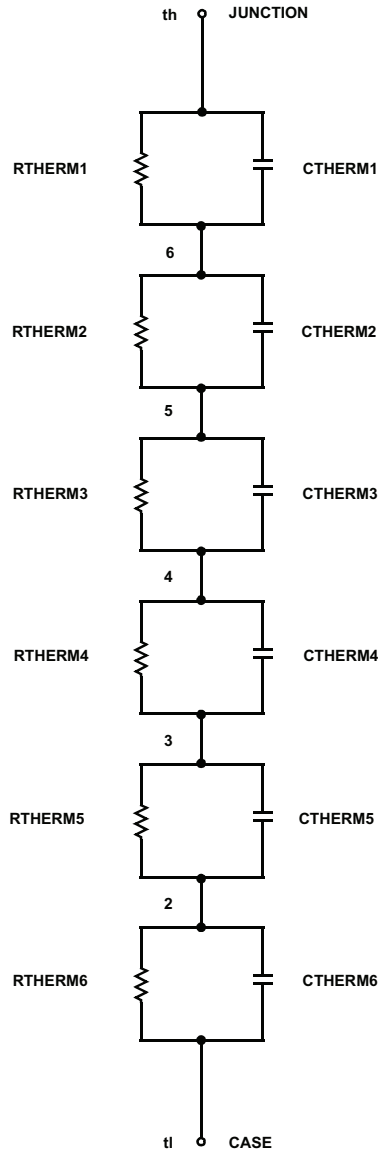 th JUNCTION
RTHERM1 CTHERM1
6
RTHERM2 CTHERM2
5
RTHERM3 CTHERM3
4
RTHERM4 CTHERM4
3
RTHERM5 CTHERM5
2
RTHERM6 CTHERM6
tl CASE